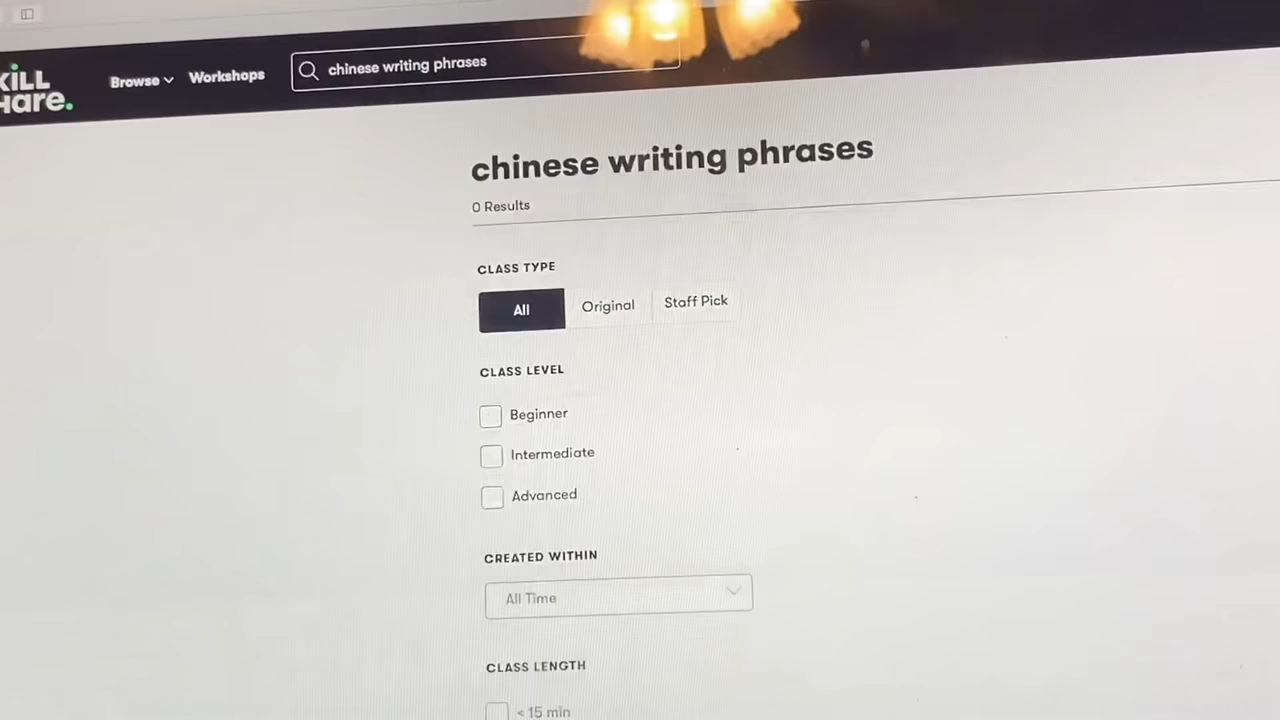 KILL
Hare.
Browse
Workshops
chinese writing phrases
chinese writing phrases
0 Results
CLASS TYPE
All
Original
Staff Pick
CLASS LEVEL
Beginner
Intermediate
Advanced
CREATED WITHIN
All Time
CLASS LENGTH
< 15 min